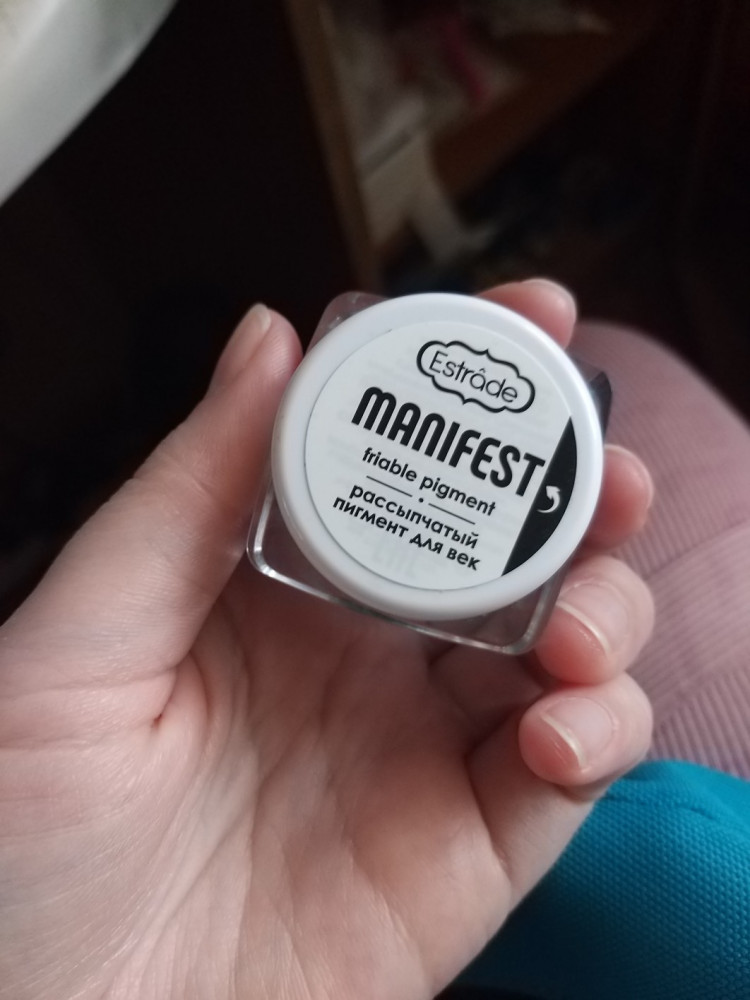 Estrâde
MANIFEST
friable pigment
рассыпчатый
пигмент для век